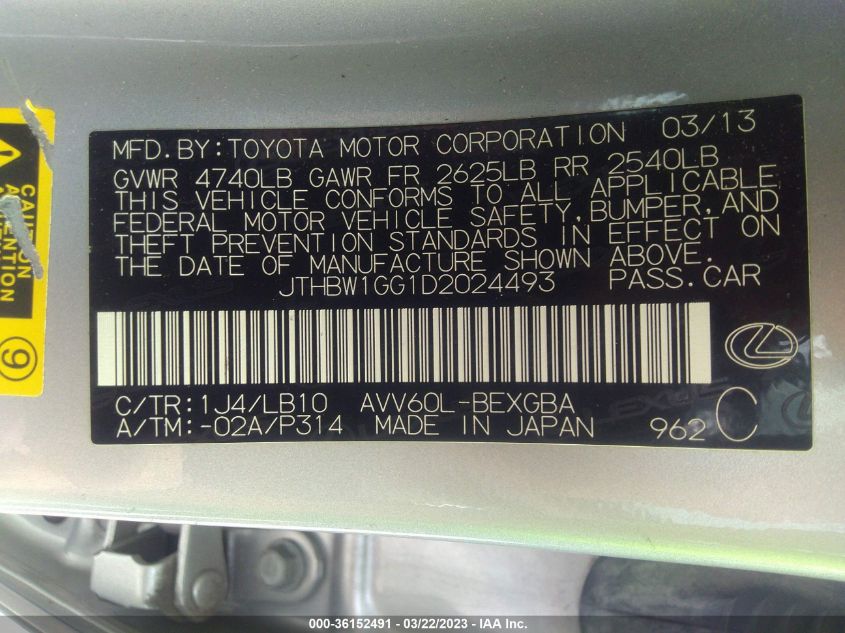 MFD.BY:TOYOTA MOTOR CORPORATION 03/13
GVWR 4740LB GAWR FR 2625LB RR 2540LB
THIS VEHICLE CONFORMS TO ALL APPLICABLE
FEDERAL MOTOR VEHICLE SAFETY,BUMPER,AND
THEFT PREVENTION STANDARDS IN EFFECT ON
THE DATE OF MANUFACTURE SHOWN ABOVE.
JTHBW1GG1D2024493 PASS.CAR
C/TR:1J4/LB10 AVV60L-BEXGBA
A/TM:-02A/P314 MADE IN JAPAN 962 C
CAUTION
9
000-36152491 - 03/22/2023 - IAA Inc.